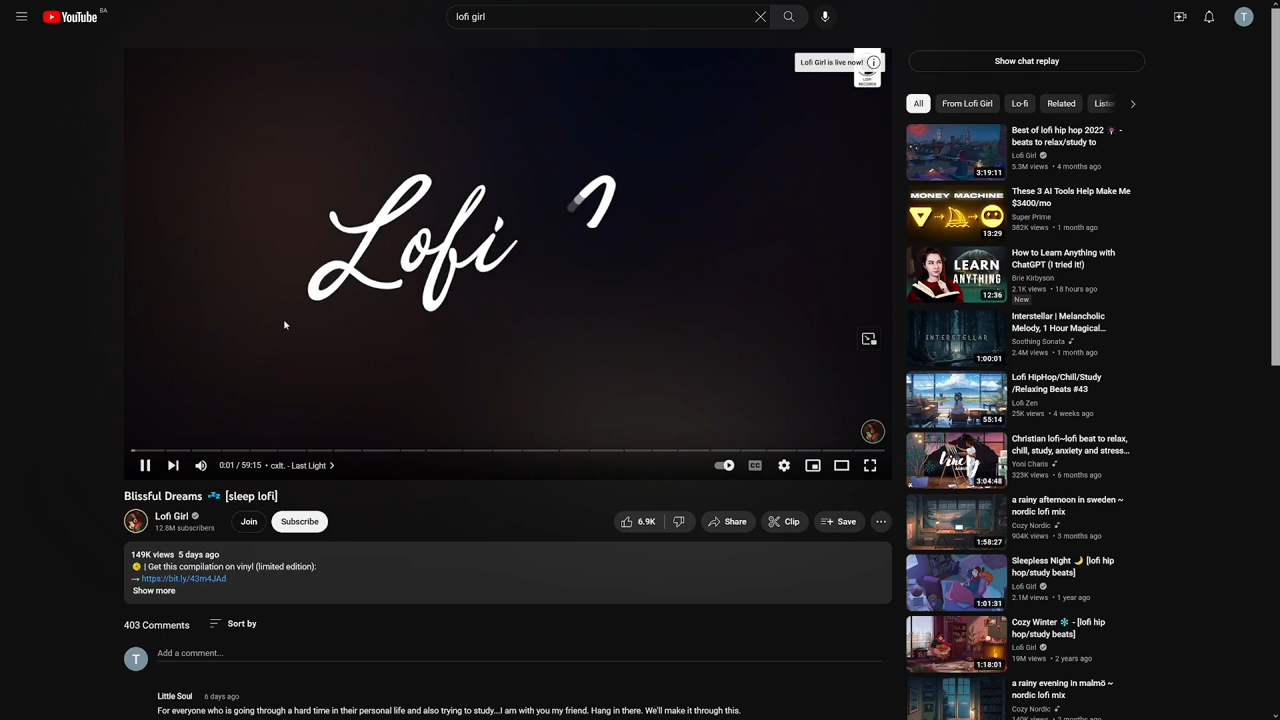 YouTube BA
lofi girl
Lofi Girl is live now!
LOFI
RECORDS
Lofi
0:01 / 59:15 • cxlt. - Last Light
Blissful Dreams 💤 [sleep lofi]
Lofi Girl
12.8M subscribers
Join
Subscribe
6.9K
Share
Clip
Save
149K views 5 days ago
| Get this compilation on vinyl (limited edition):
→ https://bit.ly/43m4JAd
Show more
403 Comments
Sort by
T
Add a comment...
Little Soul 6 days ago
For everyone who is going through a hard time in their personal life and also trying to study...I am with you my friend. Hang in there. We'll make it through this.
T
Show chat replay
All
From Lofi Girl
Lo-fi
Related
3:19:11
Best of lofi hip hop 2022 - 
beats to relax/study to
Lofi Girl
5.3M views • 4 months ago
MONEY MACHINE
13:29
These 3 AI Tools Help Make Me
$3400/mo
Super Prime
382K views • 1 month ago
LEARN
ANYTHING
12:36
How to Learn Anything with
ChatGPT (I tried it!)
Brie Kirbyson
2.1K views • 18 hours ago
New
INTERSTELLAR
1:00:01
Interstellar | Melancholic
Melody, 1 Hour Magical...
Soothing Sonata
2.4M views • 1 month ago
55:14
Lofi HipHop/Chill/Study
/Relaxing Beats #43
Lofi Zen
25K views • 4 weeks ago
3:04:48
Christian lofi~lofi beat to relax,
chill, study, anxiety and stress...
Yoni Charis
323K views • 6 months ago
1:58:27
a rainy afternoon in sweden ~
nordic lofi mix
Cozy Nordic
904K views • 3 months ago
1:01:31
Sleepless Night 🌙 [lofi hip
hop/study beats]
Lofi Girl
2.1M views • 1 year ago
1:18:01
Cozy Winter ❄ - [lofi hip
hop/study beats]
Lofi Girl
19M views • 2 years ago
a rainy evening in malmö ~
nordic lofi mix
Cozy Nordic